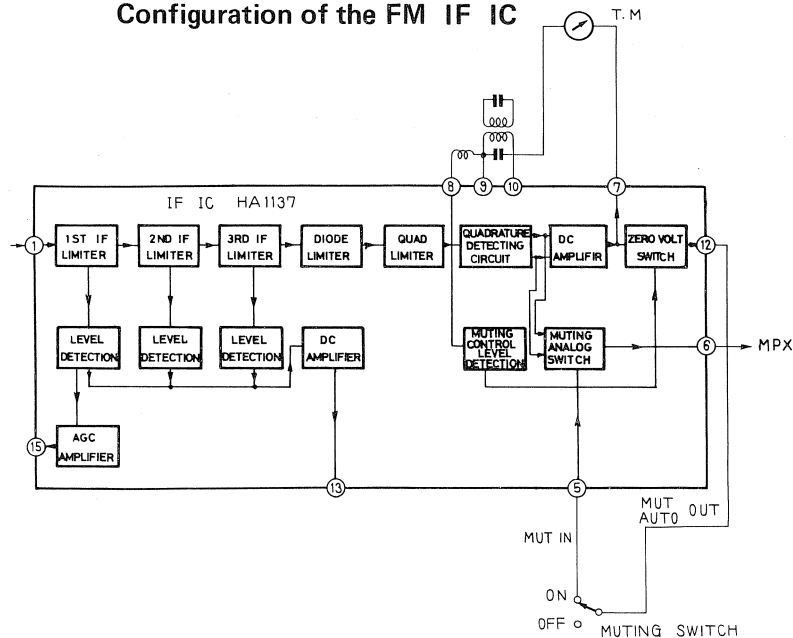 Configuration of the FM IF IC
T.M
8
9
10
7
IF IC HA1137
1
1ST IF
LIMITER
2ND IF
LIMITER
3RD IF
LIMITER
DIODE
LIMITER
QUAD
LIMITER
QUADRATURE
DETECTING
CIRCUIT
DC
AMPLIFIR
ZERO VOLT
SWITCH
12
LEVEL
DETECTION
LEVEL
DETECTION
LEVEL
DETECTION
DC
AMPLIFIER
MUTING
CONTROL
LEVEL
DETECTION
MUTING
ANALOG
SWITCH
6
MPX
15
AGC
AMPLIFIER
13
5
MUT IN
MUT
AUTO OUT
ON
OFF
MUTING SWITCH